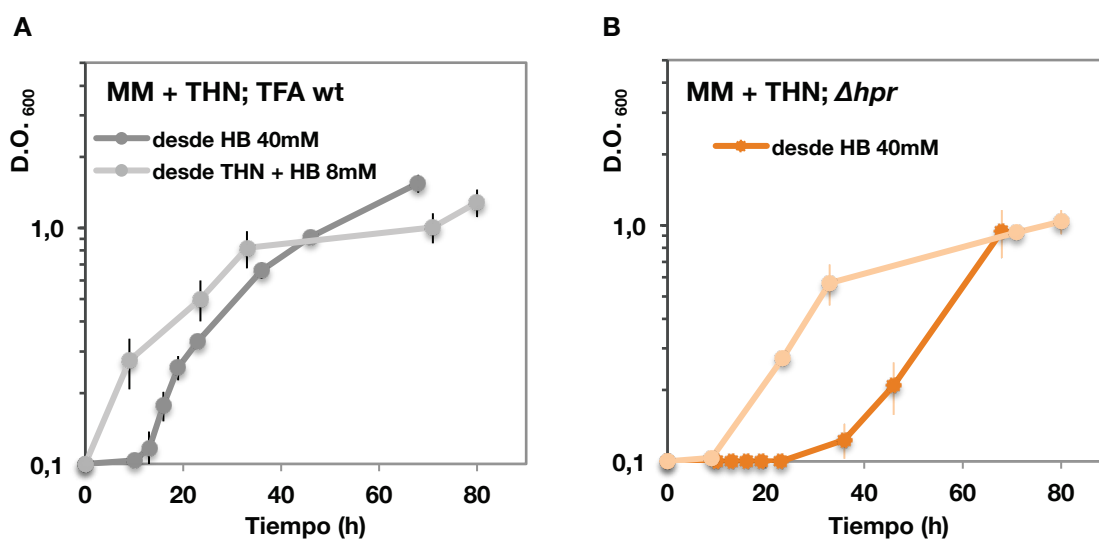 A
MM + THN; TFA wt
desde HB 40mM
desde THN + HB 8mM
D.O. 600
1,0
0,1
0
20
40
60
80
Tiempo (h)
B
MM + THN; Δhpr
desde HB 40mM
D.O. 600
1,0
0,1
0
20
40
60
80
Tiempo (h)